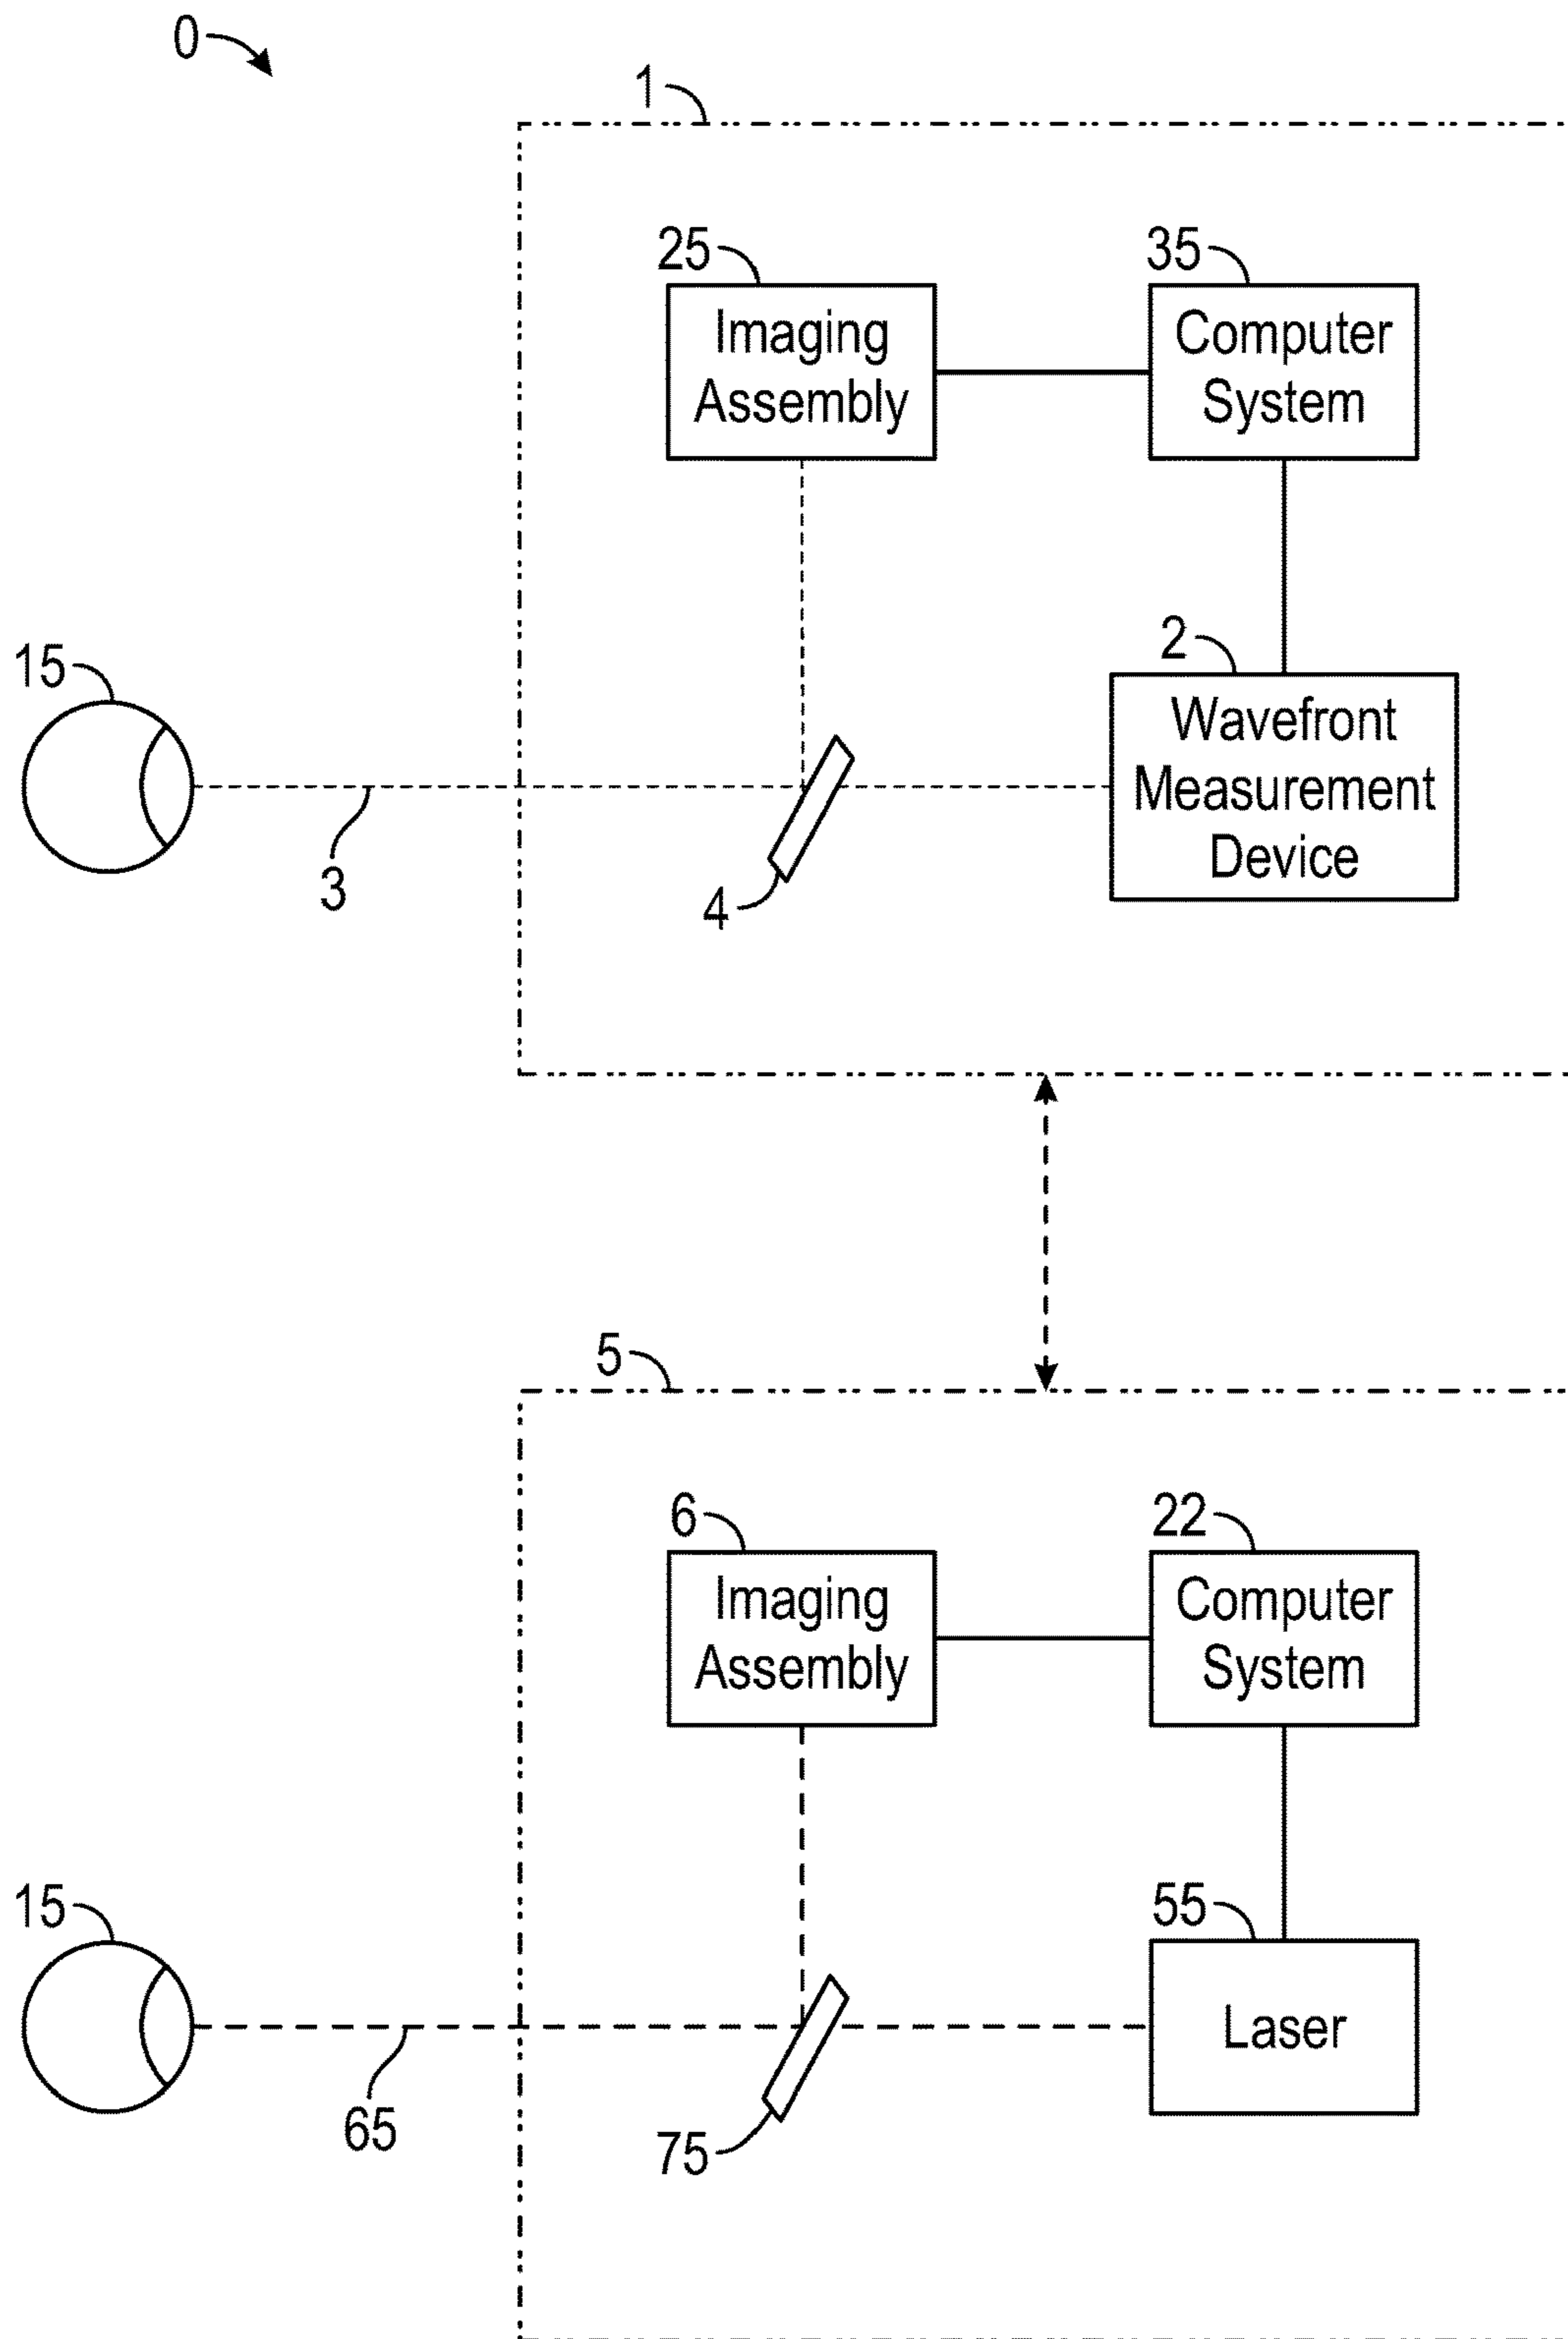 0
1
25
35
Imaging
Assembly
Computer
System
2
15
Wavefront
Measurement
Device
3
4
5
6
22
Imaging
Assembly
Computer
System
15
55
Laser
65
75